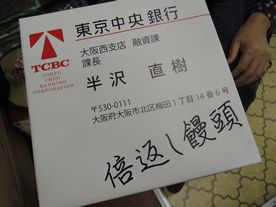 東京中央銀行
大阪西支店 融資課
課長
半沢 直樹
TCBC
TOKYO
CHUO
BANKING
CORPORATION
〒530-0111
大阪府大阪市北区梅田1丁目14番6号
倍返し饅頭